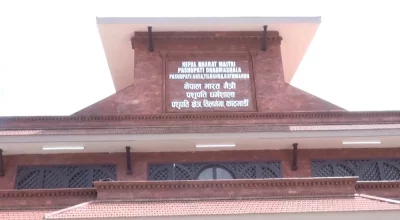 NEPAL BHARAT MAITRI
PASHUPATI DHARMASHALA
PASHUPATI AREA,TILGANGA,KATHMANDU
नेपाल भारत मैत्री
पशुपति धर्मशाला
पशुपति क्षेत्र तिलगंगा, काठमाडौं